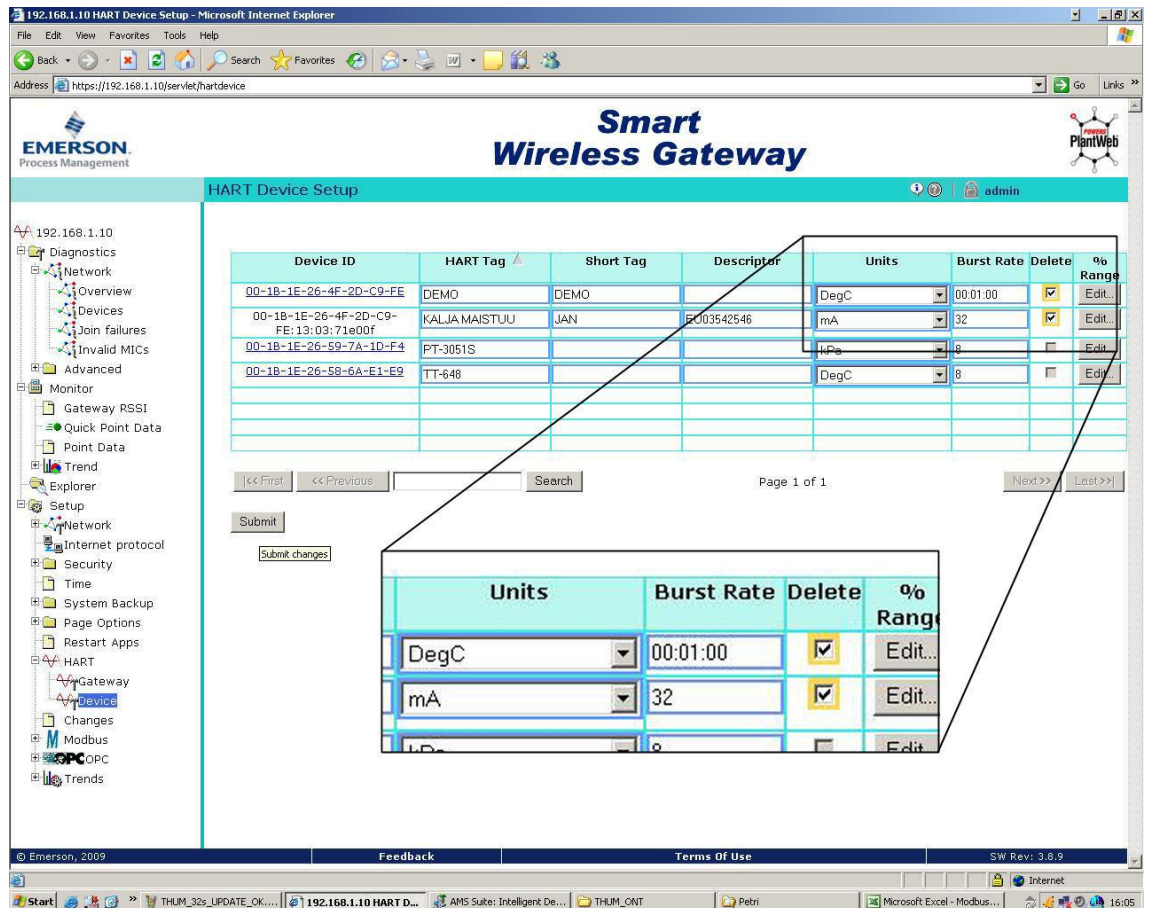 192.168.1.10 HART Device Setup - Microsoft Internet Explorer
File Edit View Favorites Tools Help
Back Search Favorites
Address https://192.168.1.10/servlet/hartdevice Go Links »
EMERSON
Process Management
Smart
Wireless Gateway
POWERS
PlantWeb
HART Device Setup admin
192.168.1.10
Diagnostics
Network
Overview
Devices
Join failures
Invalid MICs
Advanced
Monitor
Gateway RSSI
Quick Point Data
Point Data
Trend
Explorer
Setup
Network
Internet protocol
Security
Time
System Backup
Page Options
Restart Apps
HART
Gateway
Device
Changes
Modbus
OPC OPC
Trends
Device ID HART Tag Short Tag Descriptor Units Burst Rate Delete %
Range
00-1B-1E-26-4F-2D-C9-FE DEMO DEMO DegC 00:01:00 Edit...
00-1B-1E-26-4F-2D-C9-
FE:13:03:71e00f KALJA MAISTUU JAN EU03542546 mA 32 Edit...
00-1B-1E-26-59-7A-1D-F4 PT-3051S kPa 8 Edit...
00-1B-1E-26-58-6A-E1-E9 TT-648 DegC 8 Edit...
|<< First << Previous Search Page 1 of 1 Next >> Last >>|
Submit
Submit changes
Units Burst Rate Delete %
Range
DegC 00:01:00 Edit...
mA 32 Edit...
kPa 8 Edit
© Emerson, 2009 Feedback Terms Of Use SW Rev: 3.8.9
Internet
Start » THUM_32s_UPDATE_OK.... 192.168.1.10 HART D... AMS Suite: Intelligent De... THUM_ONT Petri Microsoft Excel - Modbus... 16:05